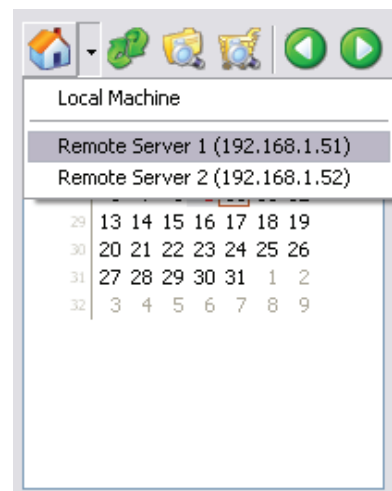 Local Machine
Remote Server 1 (192.168.1.51)
Remote Server 2 (192.168.1.52)
29 13 14 15 16 17 18 19
30 20 21 22 23 24 25 26
31 27 28 29 30 31 1 2
32 3 4 5 6 7 8 9